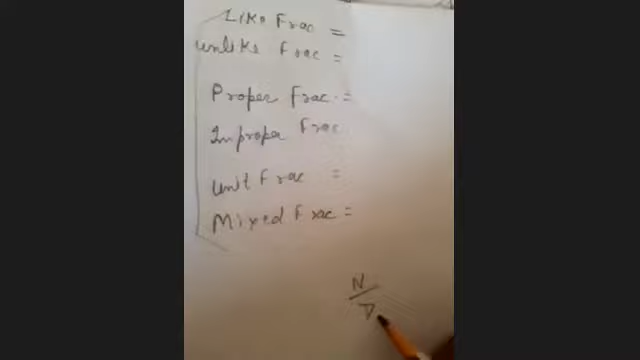 Like Frac =
unlike Frac =
Proper Frac. =
Improper Frac
Unit Frac =
Mixed Frac =
N
D